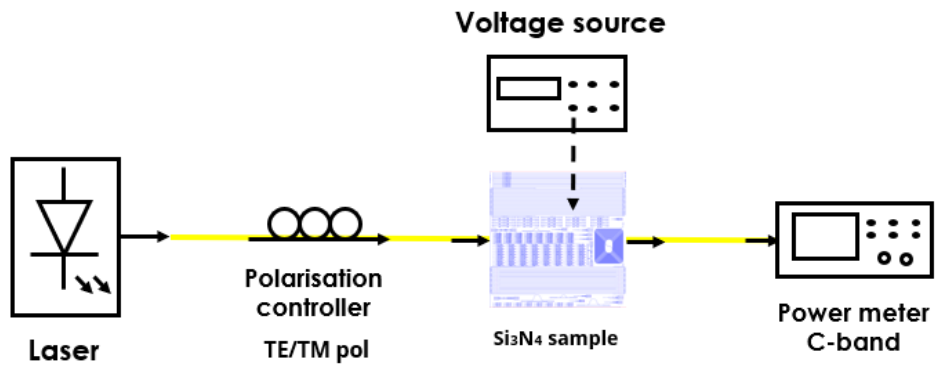 Voltage source
Polarisation
controller
TE/TM pol
Laser
Si₃N₄ sample
Power meter
C-band